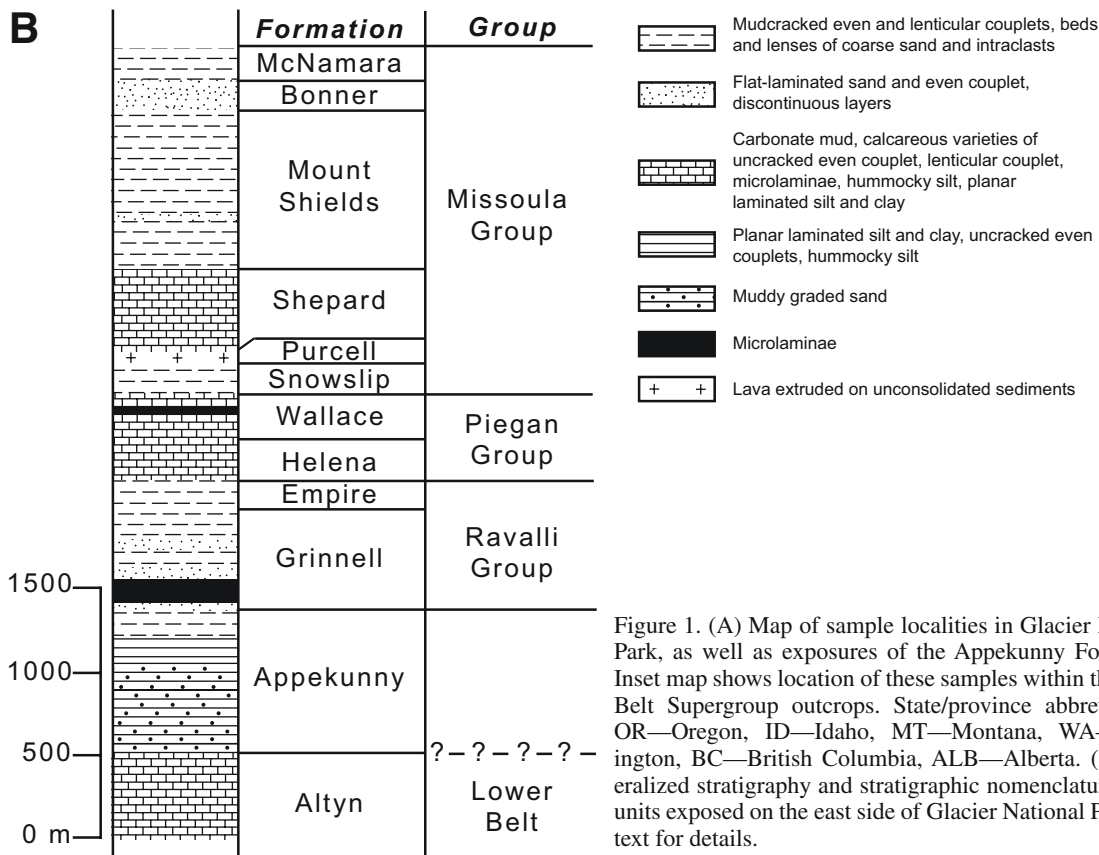 B
Formation Group
McNamara
Bonner
Mount
Shields
Shepard
Purcell
Snowslip
Missoula
Group
Wallace
Helena
Piegan
Group
Empire
Grinnell
Ravalli
Group
Appekunny
?–?–?–?
Altyn
Lower
Belt
1500
1000
500
0 m
Mudcracked even and lenticular couplets, beds
and lenses of coarse sand and intraclasts
Flat-laminated sand and even couplet,
discontinuous layers
Carbonate mud, calcareous varieties of
uncracked even couplet, lenticular couplet,
microlaminae, hummocky silt, planar
laminated silt and clay
Planar laminated silt and clay, uncracked even
couplets, hummocky silt
Muddy graded sand
Microlaminae
Lava extruded on unconsolidated sediments
Figure 1. (A) Map of sample localities in Glacier
Park, as well as exposures of the Appekunny Fo
Inset map shows location of these samples within th
Belt Supergroup outcrops. State/province abbre
OR—Oregon, ID—Idaho, MT—Montana, WA–
ington, BC—British Columbia, ALB—Alberta. (
eralized stratigraphy and stratigraphic nomenclatu
units exposed on the east side of Glacier National P
text for details.